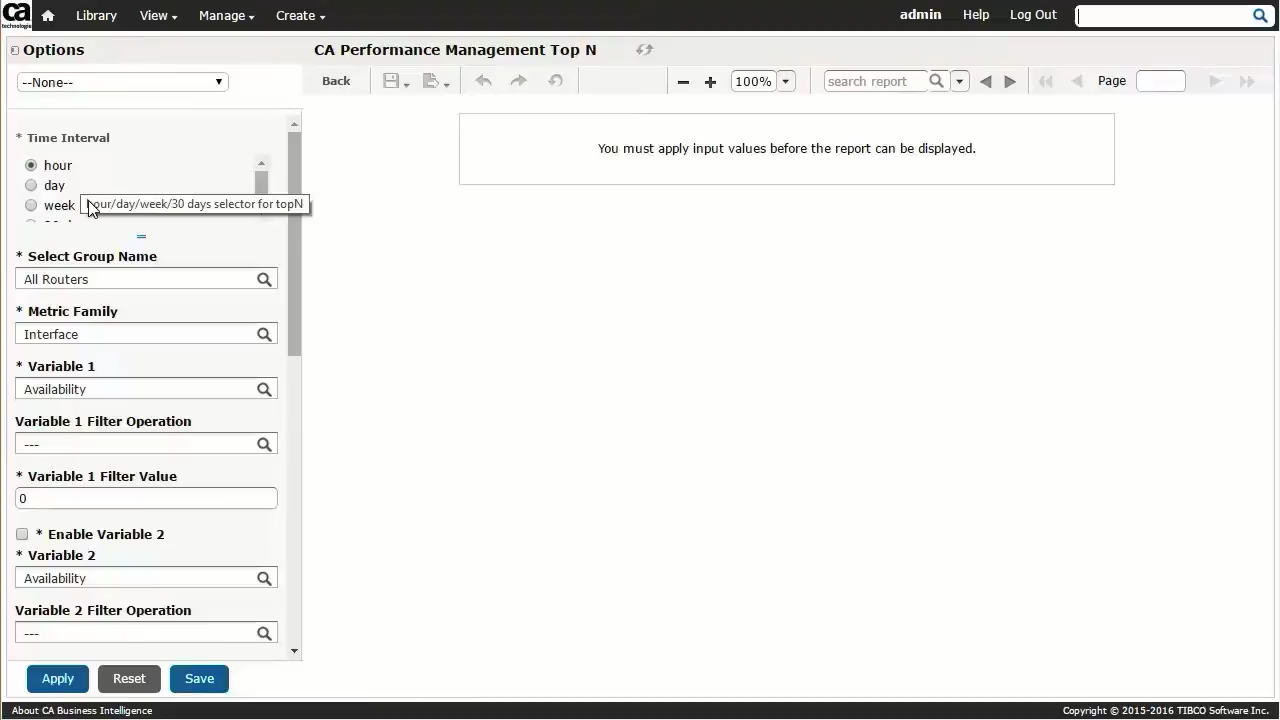 ca
technologies
Library
View
Manage
Create
admin
Help
Log Out
Options
CA Performance Management Top N
--None--
Back
100%
search report
Page
* Time Interval
hour
day
week
hour/day/week/30 days selector for topN
You must apply input values before the report can be displayed.
* Select Group Name
All Routers
* Metric Family
Interface
* Variable 1
Availability
Variable 1 Filter Operation
---
* Variable 1 Filter Value
0
* Enable Variable 2
* Variable 2
Availability
Variable 2 Filter Operation
---
Apply
Reset
Save
About CA Business Intelligence
Copyright © 2015-2016 TIBCO Software Inc.